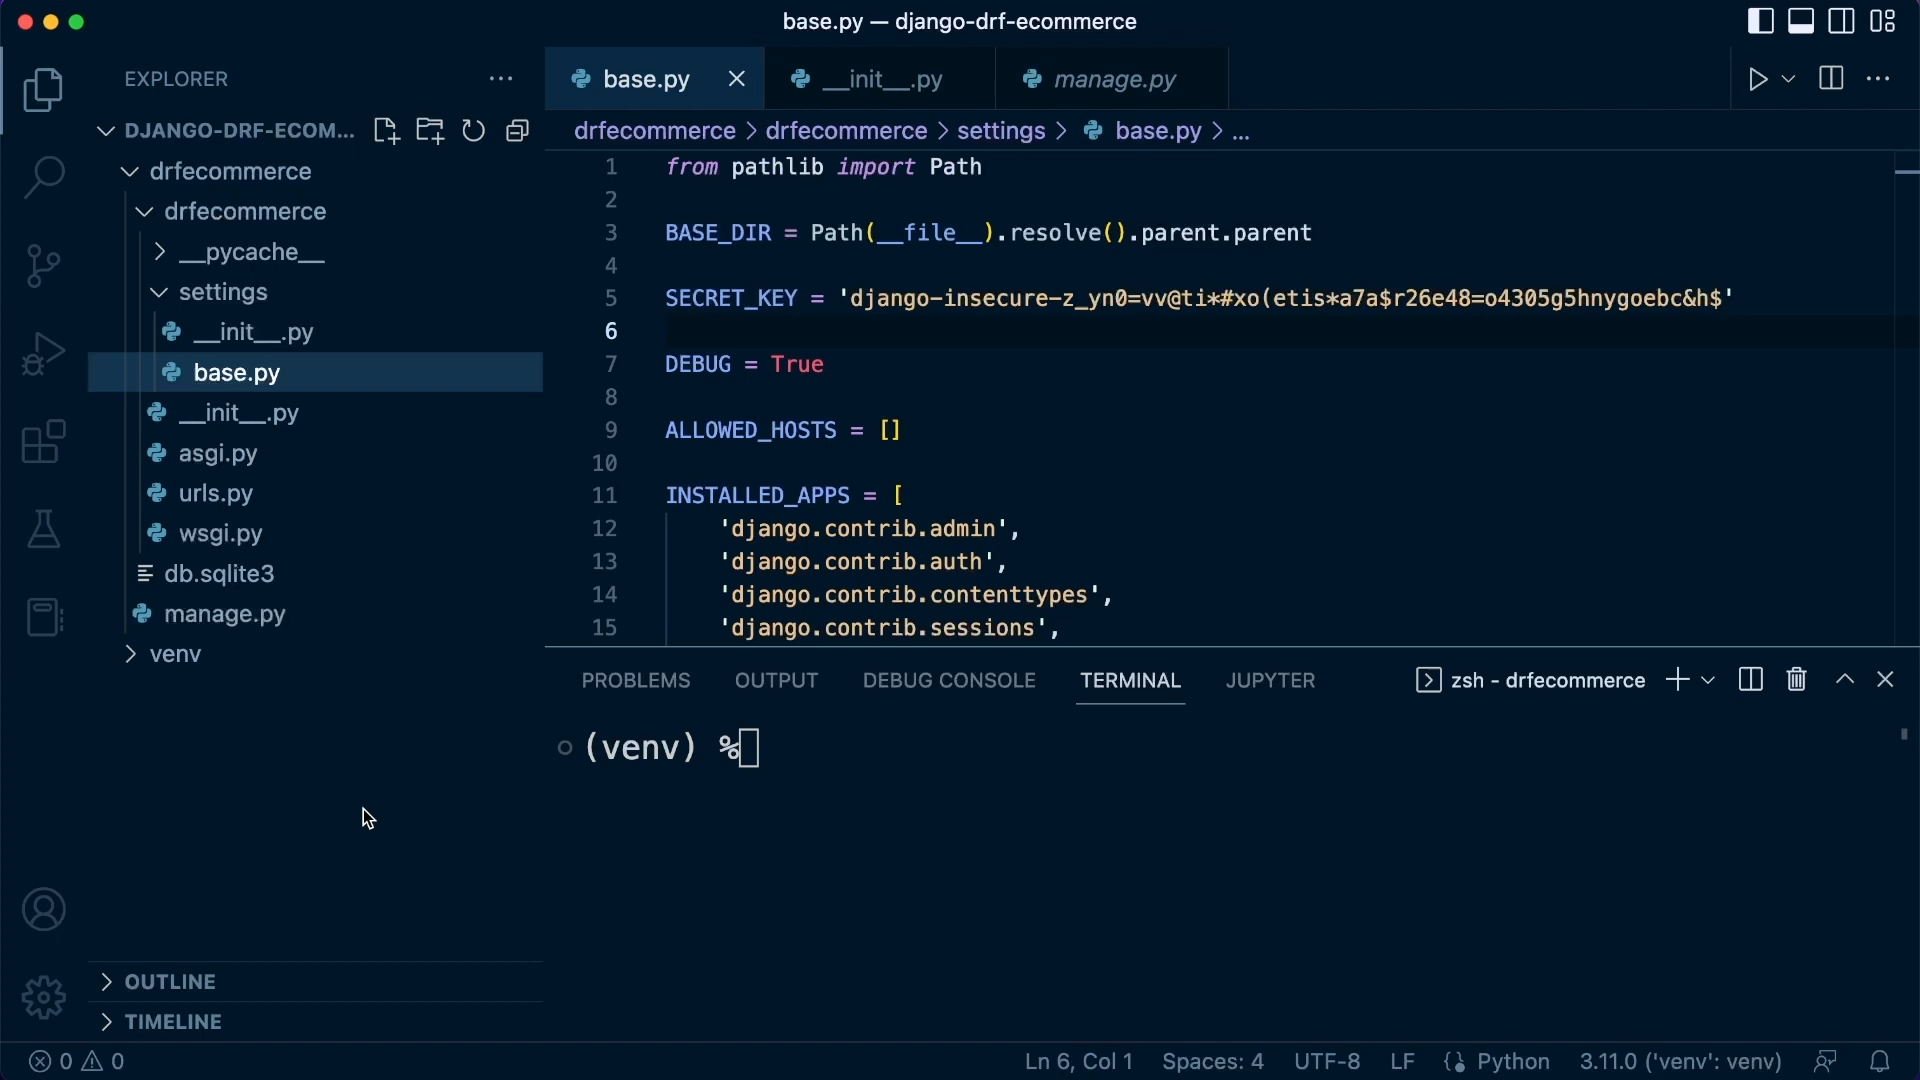 base.py — django-drf-ecommerce
EXPLORER
DJANGO-DRF-ECOM...
drfecommerce
drfecommerce
__pycache__
settings
__init__.py
base.py
__init__.py
asgi.py
urls.py
wsgi.py
db.sqlite3
manage.py
venv
OUTLINE
TIMELINE
base.py
__init__.py
manage.py
drfecommerce > drfecommerce > settings > base.py > ...
1 from pathlib import Path
2
3 BASE_DIR = Path(__file__).resolve().parent.parent
4
5 SECRET_KEY = 'django-insecure-z_yn0=vv@ti*#xo(etis*a7a$r26e48=o4305g5hnygoebc&h$'
6
7 DEBUG = True
8
9 ALLOWED_HOSTS = []
10
11 INSTALLED_APPS = [
12 'django.contrib.admin',
13 'django.contrib.auth',
14 'django.contrib.contenttypes',
15 'django.contrib.sessions',
PROBLEMS OUTPUT DEBUG CONSOLE TERMINAL JUPYTER
zsh - drfecommerce
(venv) %
0 0
Ln 6, Col 1 Spaces: 4 UTF-8 LF Python 3.11.0 ('venv': venv)